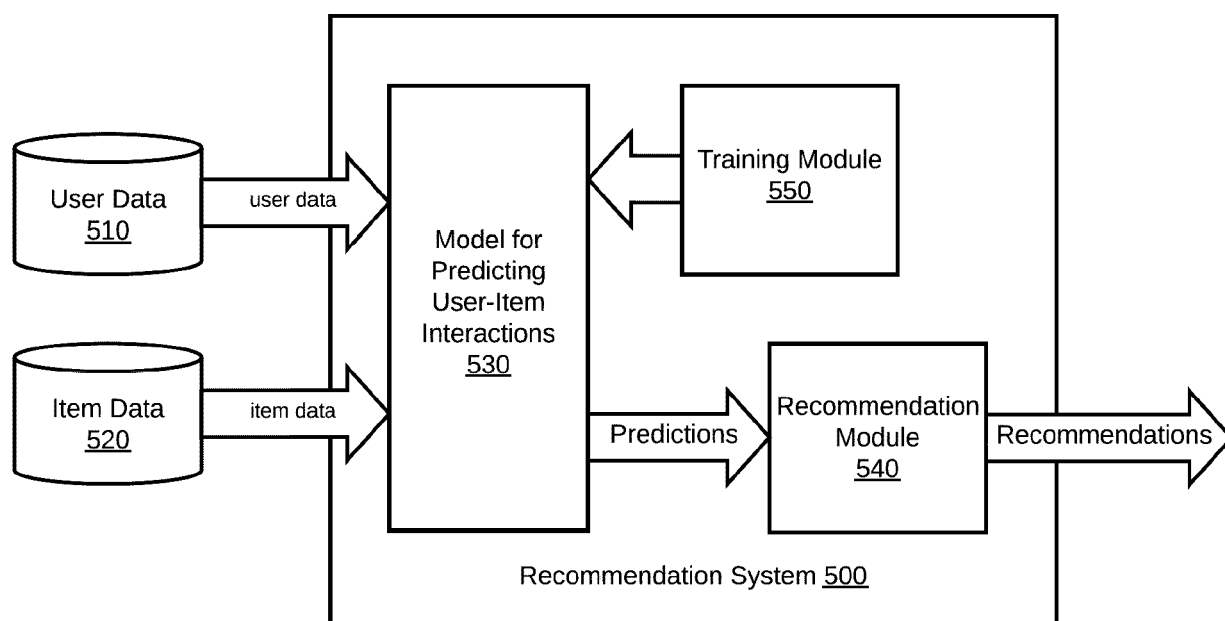 User Data
510
user data
Item Data
520
item data
Model for
Predicting
User-Item
Interactions
530
Training Module
550
Predictions
Recommendation
Module
540
Recommendations
Recommendation System 500